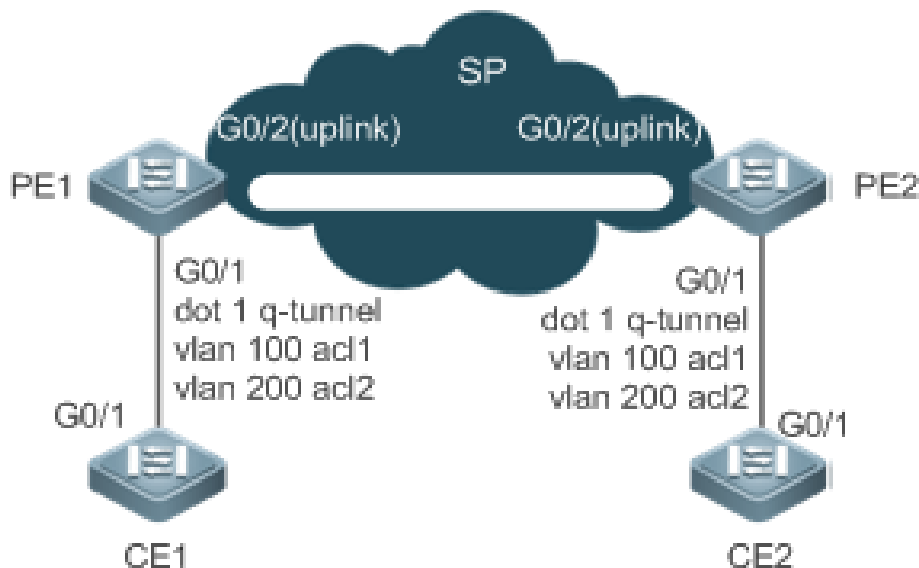 SP
G0/2(uplink)
G0/2(uplink)
PE1
PE2
G0/1
dot 1 q-tunnel
vlan 100 acl1
vlan 200 acl2
G0/1
dot 1 q-tunnel
vlan 100 acl1
vlan 200 acl2
G0/1
G0/1
CE1
CE2